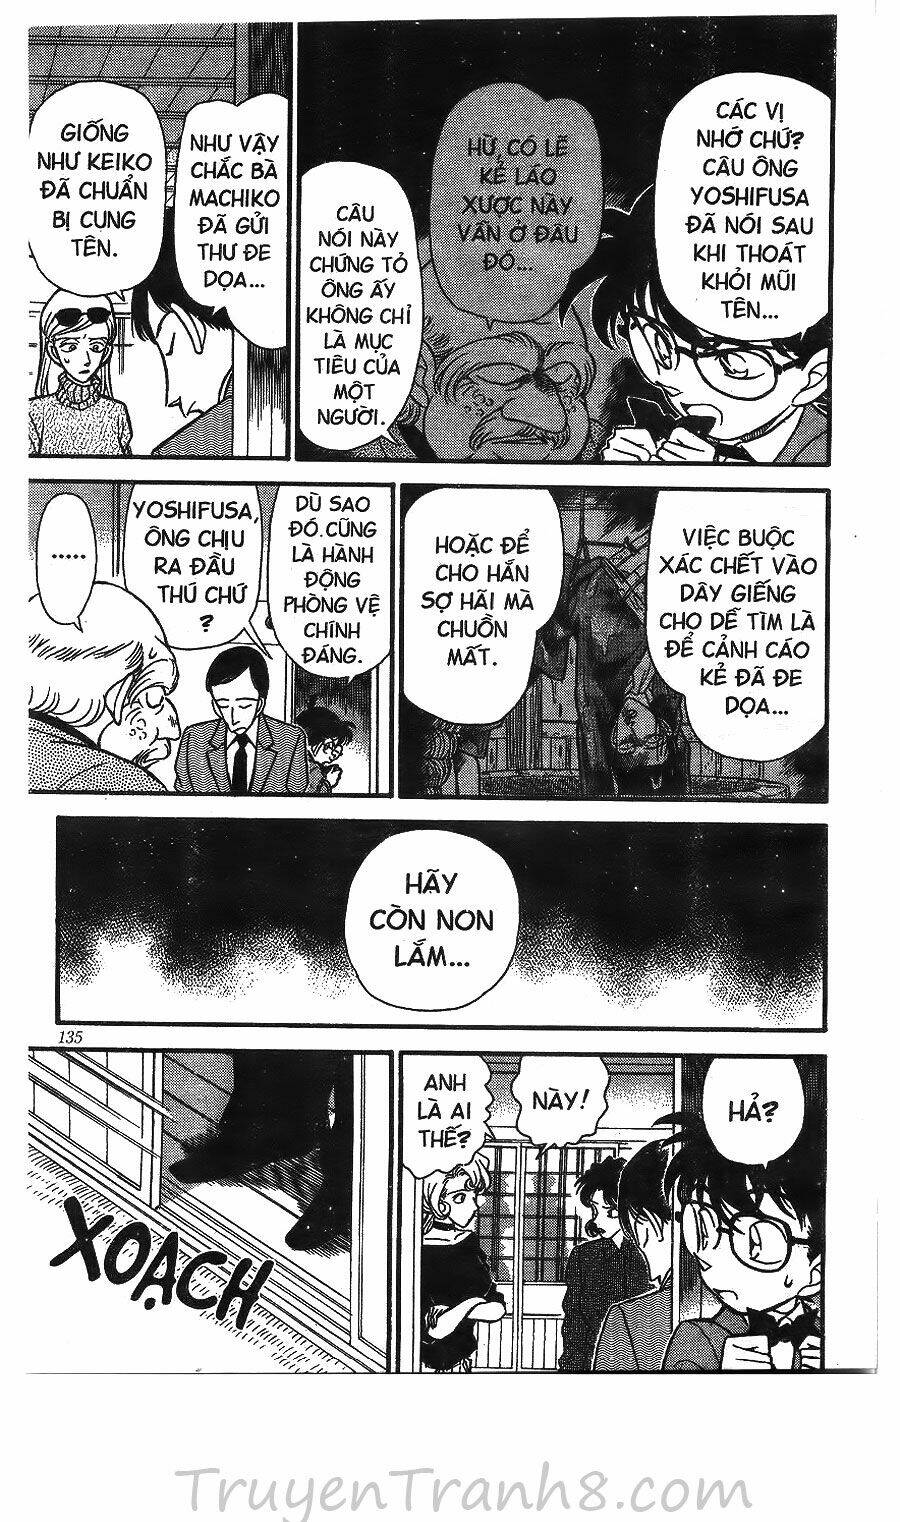 CÁC VỊ
NHỚ CHỨ?
CÂU ÔNG
YOSHIFUSA
ĐÃ NÓI SAU
KHI THOÁT
KHỎI MŨI
TÊN...
HỪ, CÓ LẼ
KẺ LÁO
XƯỢC NÀY
VẪN Ở ĐÂU
ĐÓ...
CÂU
NÓI NÀY
CHỨNG TỎ
ÔNG ẤY
KHÔNG CHỈ
LÀ MỤC
TIÊU CỦA
MỘT
NGƯỜI.
NHƯ VẬY
CHẮC BÀ
MACHIKO
ĐÃ GỬI
THƯ ĐE
DỌA...
GIỐNG
NHƯ KEIKO
ĐÃ CHUẨN
BỊ CUNG
TÊN.
VIỆC BUỘC
XÁC CHẾT VÀO
DÂY GIẾNG
CHO DỄ TÌM LÀ
ĐỂ CẢNH CÁO
KẺ ĐÃ ĐE
DỌA...
HOẶC ĐỂ
CHO HẮN
SỢ HÃI MÀ
CHUỒN
MẤT.
DÙ SAO
ĐÓ.CŨNG
LÀ HÀNH
ĐỘNG
PHÒNG VỆ
CHÍNH
ĐÁNG.
YOSHIFUSA,
ÔNG CHỊU
RA ĐẦU
THÚ CHỨ
?
.....
HÃY
CÒN NON
LẮM...
135
HẢ?
NÀY!
ANH
LÀ AI
THẾ?
XOẠCH
TruyenTranh8.com